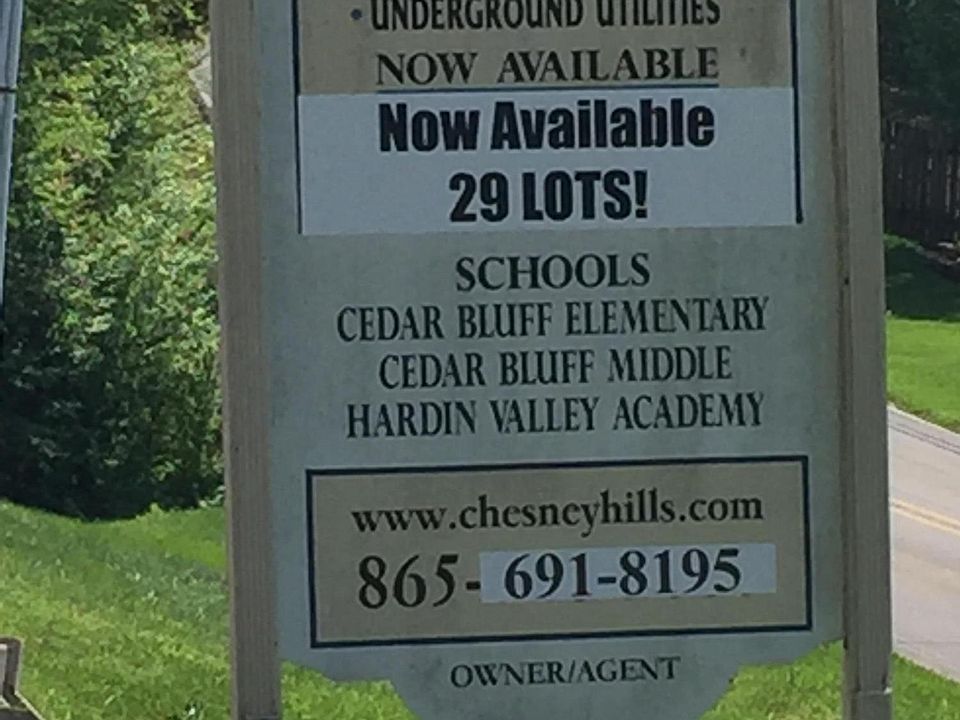 • UNDERGROUND UTILITIES
NOW AVAILABLE
Now Available
29 LOTS!
SCHOOLS
CEDAR BLUFF ELEMENTARY
CEDAR BLUFF MIDDLE
HARDIN VALLEY ACADEMY
www.chesneyhills.com
865-691-8195
OWNER/AGENT